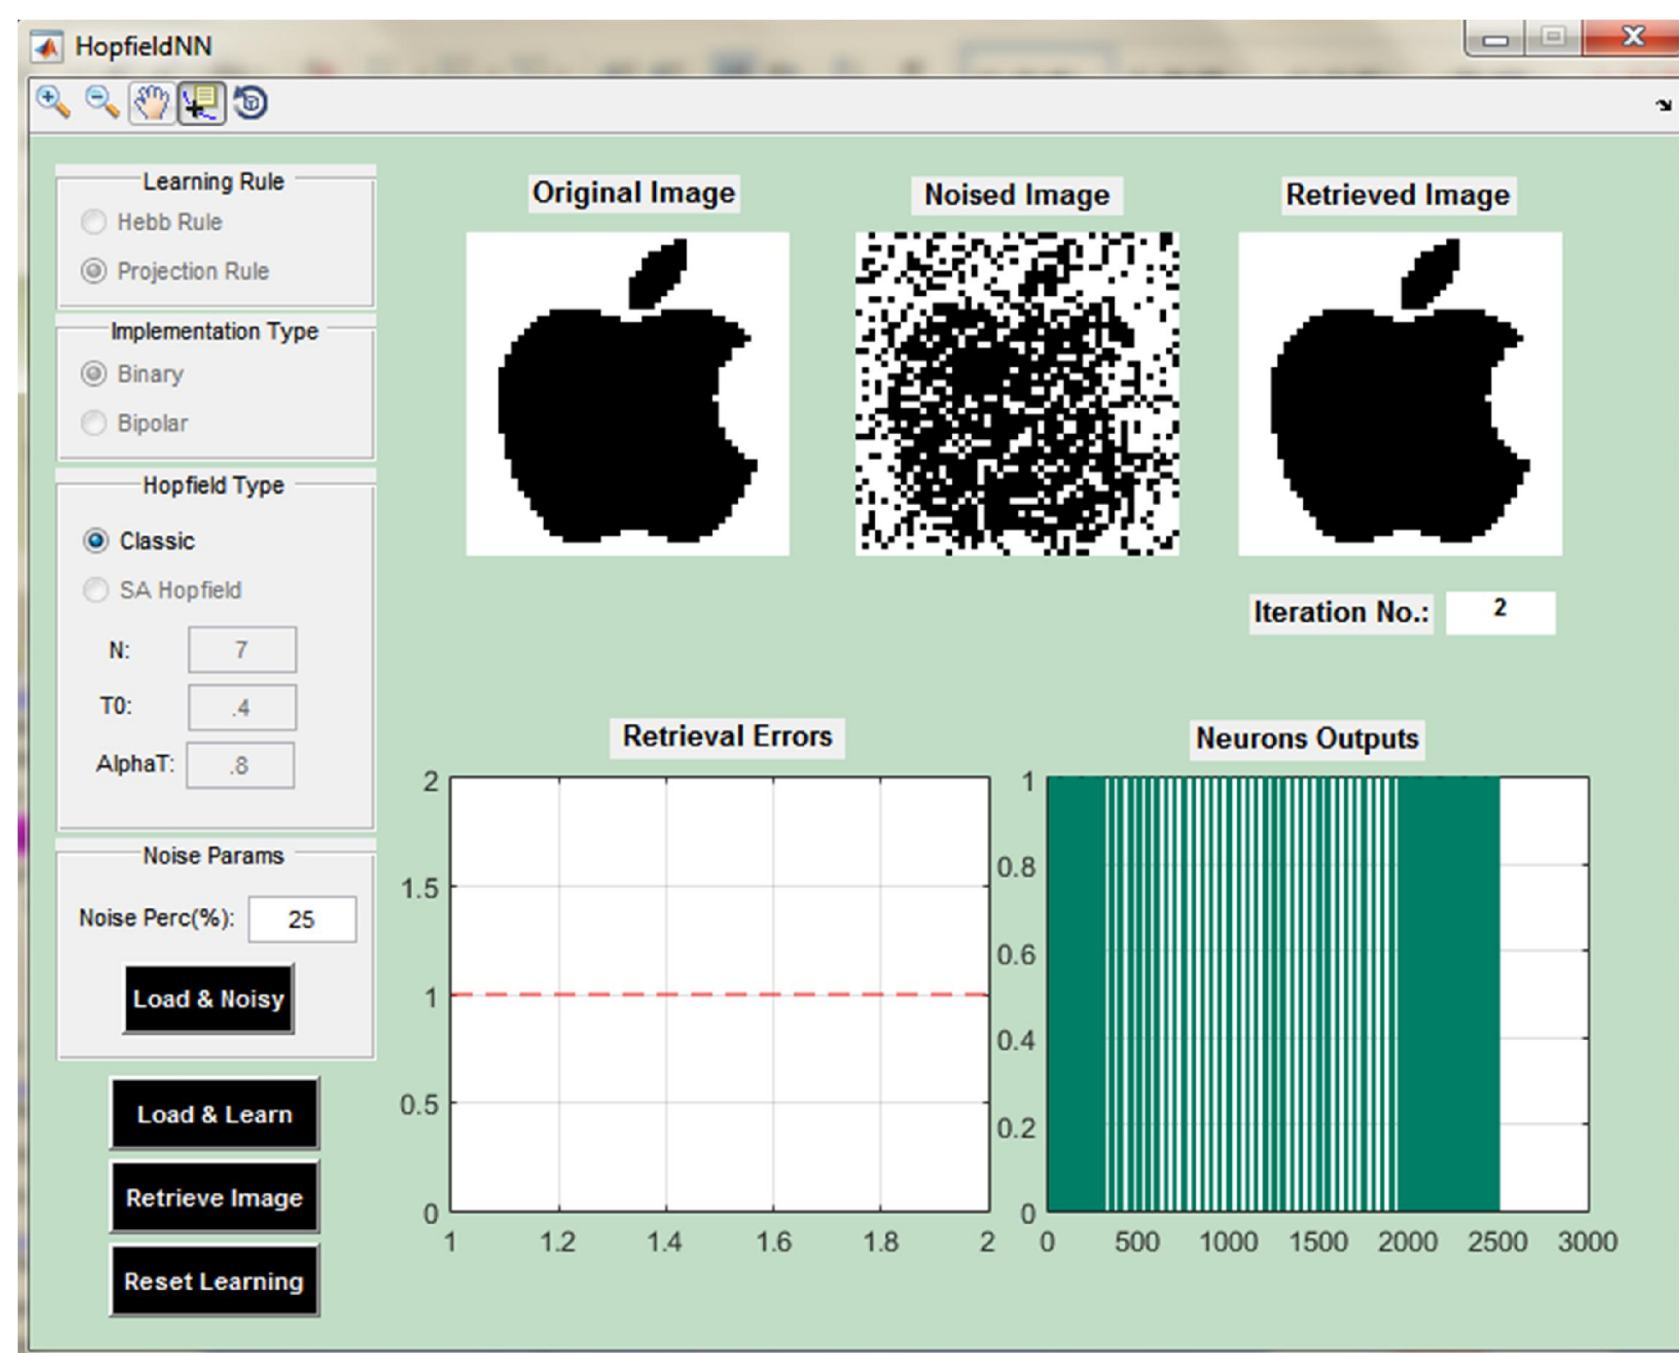 HopfieldNN
Learning Rule
Hebb Rule
Projection Rule
Implementation Type
Binary
Bipolar
Hopfield Type
Classic
SA Hopfield
N: 7
T0: .4
AlphaT: .8
Noise Params
Noise Perc(%): 25
Load & Noisy
Load & Learn
Retrieve Image
Reset Learning
Original Image
Noised Image
Retrieved Image
Iteration No.: 2
Retrieval Errors
2
1.5
1
0.5
0
1 1.2 1.4 1.6 1.8 2
Neurons Outputs
1
0.8
0.6
0.4
0.2
0
0 500 1000 1500 2000 2500 3000